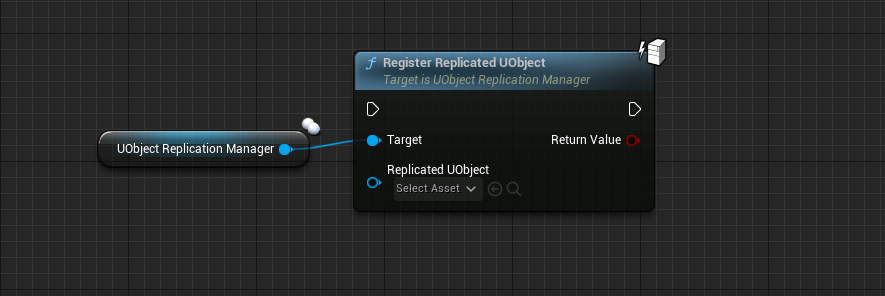 Register Replicated UObject
Target is UObject Replication Manager
UObject Replication Manager
Target
Return Value
Replicated UObject
Select Asset